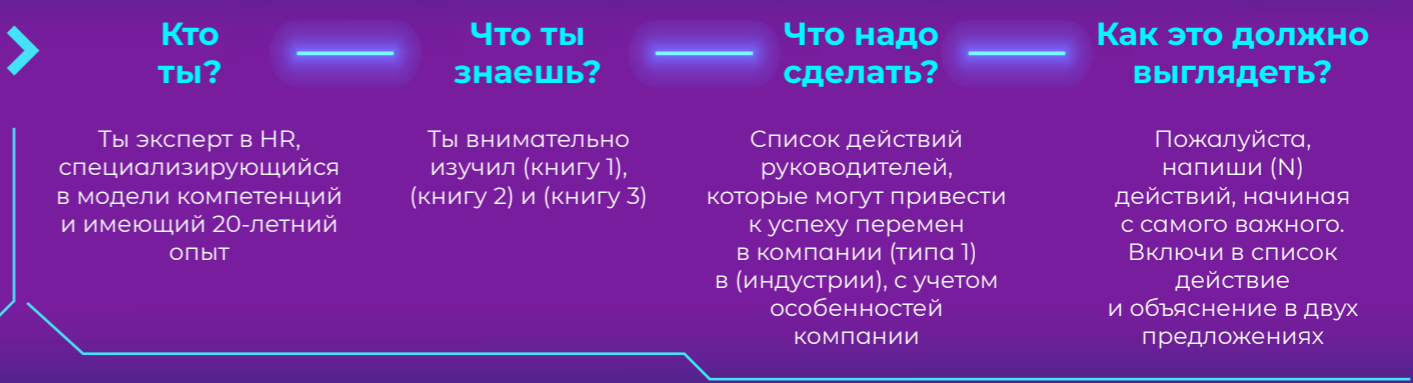 Кто
ты?
Ты эксперт в HR,
специализирующийся
в модели компетенций
и имеющий 20-летний
опыт
Что ты
знаешь?
Ты внимательно
изучил (книгу 1),
(книгу 2) и (книгу 3)
Что надо
сделать?
Список действий
руководителей,
которые могут привести
к успеху перемен
в компании (типа 1)
в (индустрии), с учетом
особенностей
компании
Как это должно
выглядеть?
Пожалуйста,
напиши (N)
действий, начиная
с самого важного.
Включи в список
действие
и объяснение в двух
предложениях